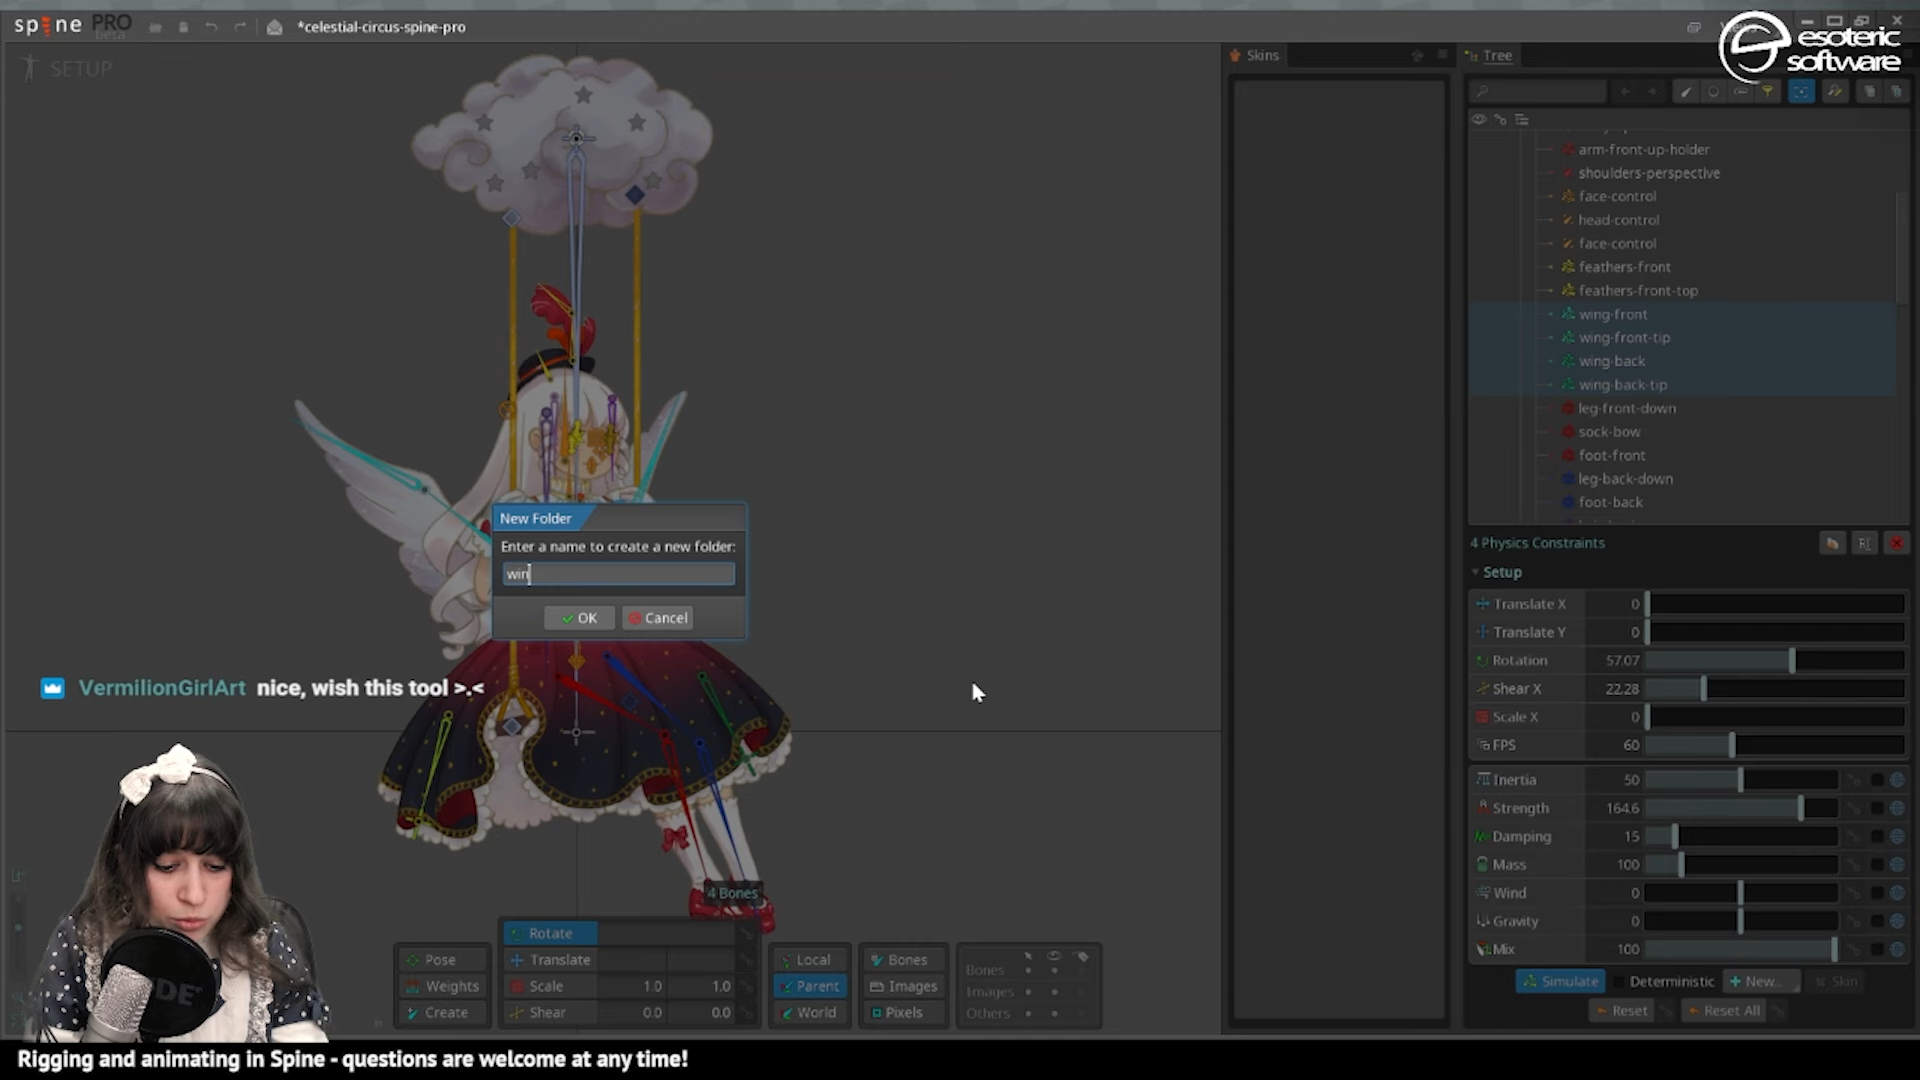 spine PRO
beta
*celestial-circus-spine-pro
esoteric
software
SETUP
Skins
Tree
arm-front-up-holder
shoulders-perspective
face-control
head-control
face-control
feathers-front
feathers-front-top
wing-front
wing-front-tip
wing-back
wing-back-tip
leg-front-down
sock-bow
foot-front
leg-back-down
foot-back
New Folder
Enter a name to create a new folder:
win
OK
Cancel
4 Physics Constraints
Setup
Translate X 0
Translate Y 0
Rotation 57.07
Shear X 22.28
Scale X 0
FPS 60
Inertia 50
Strength 164.6
Damping 15
Mass 100
Wind 0
Gravity 0
Mix 100
Simulate Deterministic New... Skin
Reset Reset All
VermilionGirlArt nice, wish this tool >.<
4 Bones
Pose
Weights
Create
Rotate
Translate
Scale 1.0 1.0
Shear 0.0 0.0
Local
Parent
World
Bones
Images
Pixels
Bones
Images
Others
Rigging and animating in Spine - questions are welcome at any time!